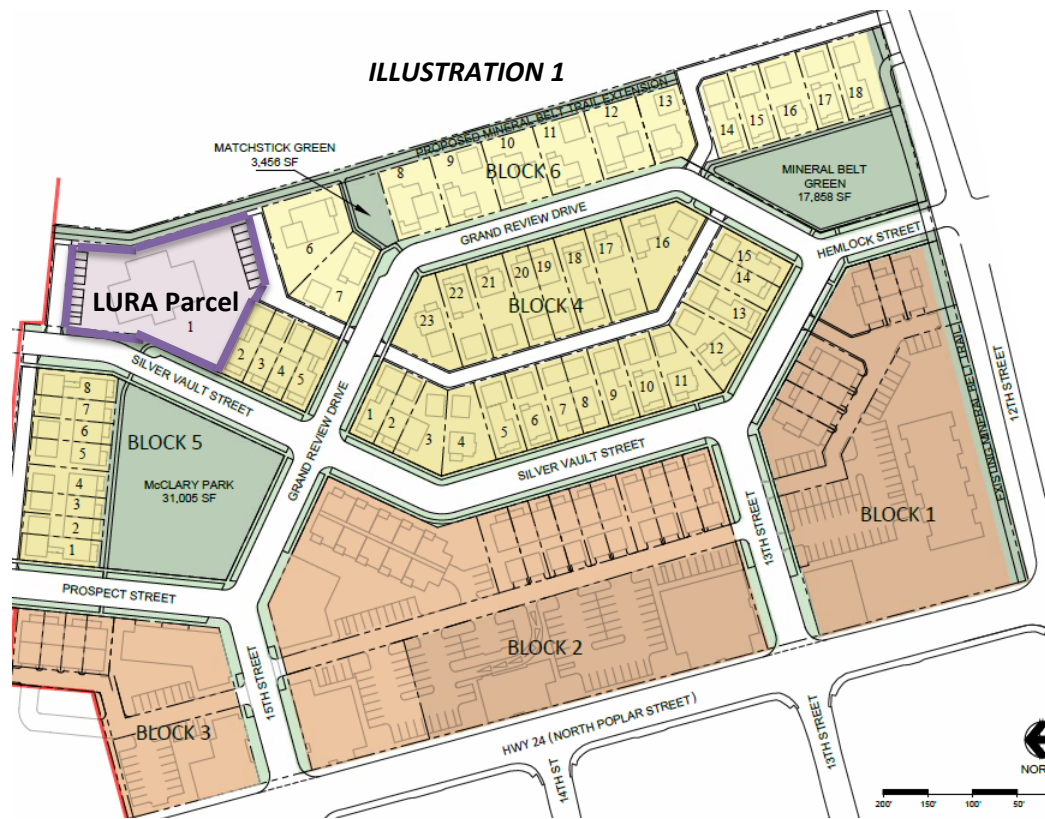 ILLUSTRATION 1
PROPOSED MINERAL BELT TRAIL EXTENSION
MATCHSTICK GREEN
3,456 SF
8
9
10
11
12
13
14
15
16
17
18
BLOCK 6
MINERAL BELT
GREEN
17,858 SF
GRAND REVIEW DRIVE
HEMLOCK STREET
6
7
LURA Parcel
1
2
3
4
5
23
22
21
20
19
18
17
16
BLOCK 4
15
14
13
12
1
2
3
4
5
6
7
8
9
10
11
SILVER VAULT STREET
GRAND REVIEW DRIVE
SILVER VAULT STREET
12TH STREET
EXISTING MINERAL BELT TRAIL
8
7
6
5
4
3
2
1
BLOCK 5
McCLARY PARK
31,005 SF
13TH STREET
BLOCK 1
PROSPECT STREET
BLOCK 2
15TH STREET
BLOCK 3
HWY 24 (NORTH POPLAR STREET)
14TH ST
13TH STREET
NOR
200'
150'
100'
50'